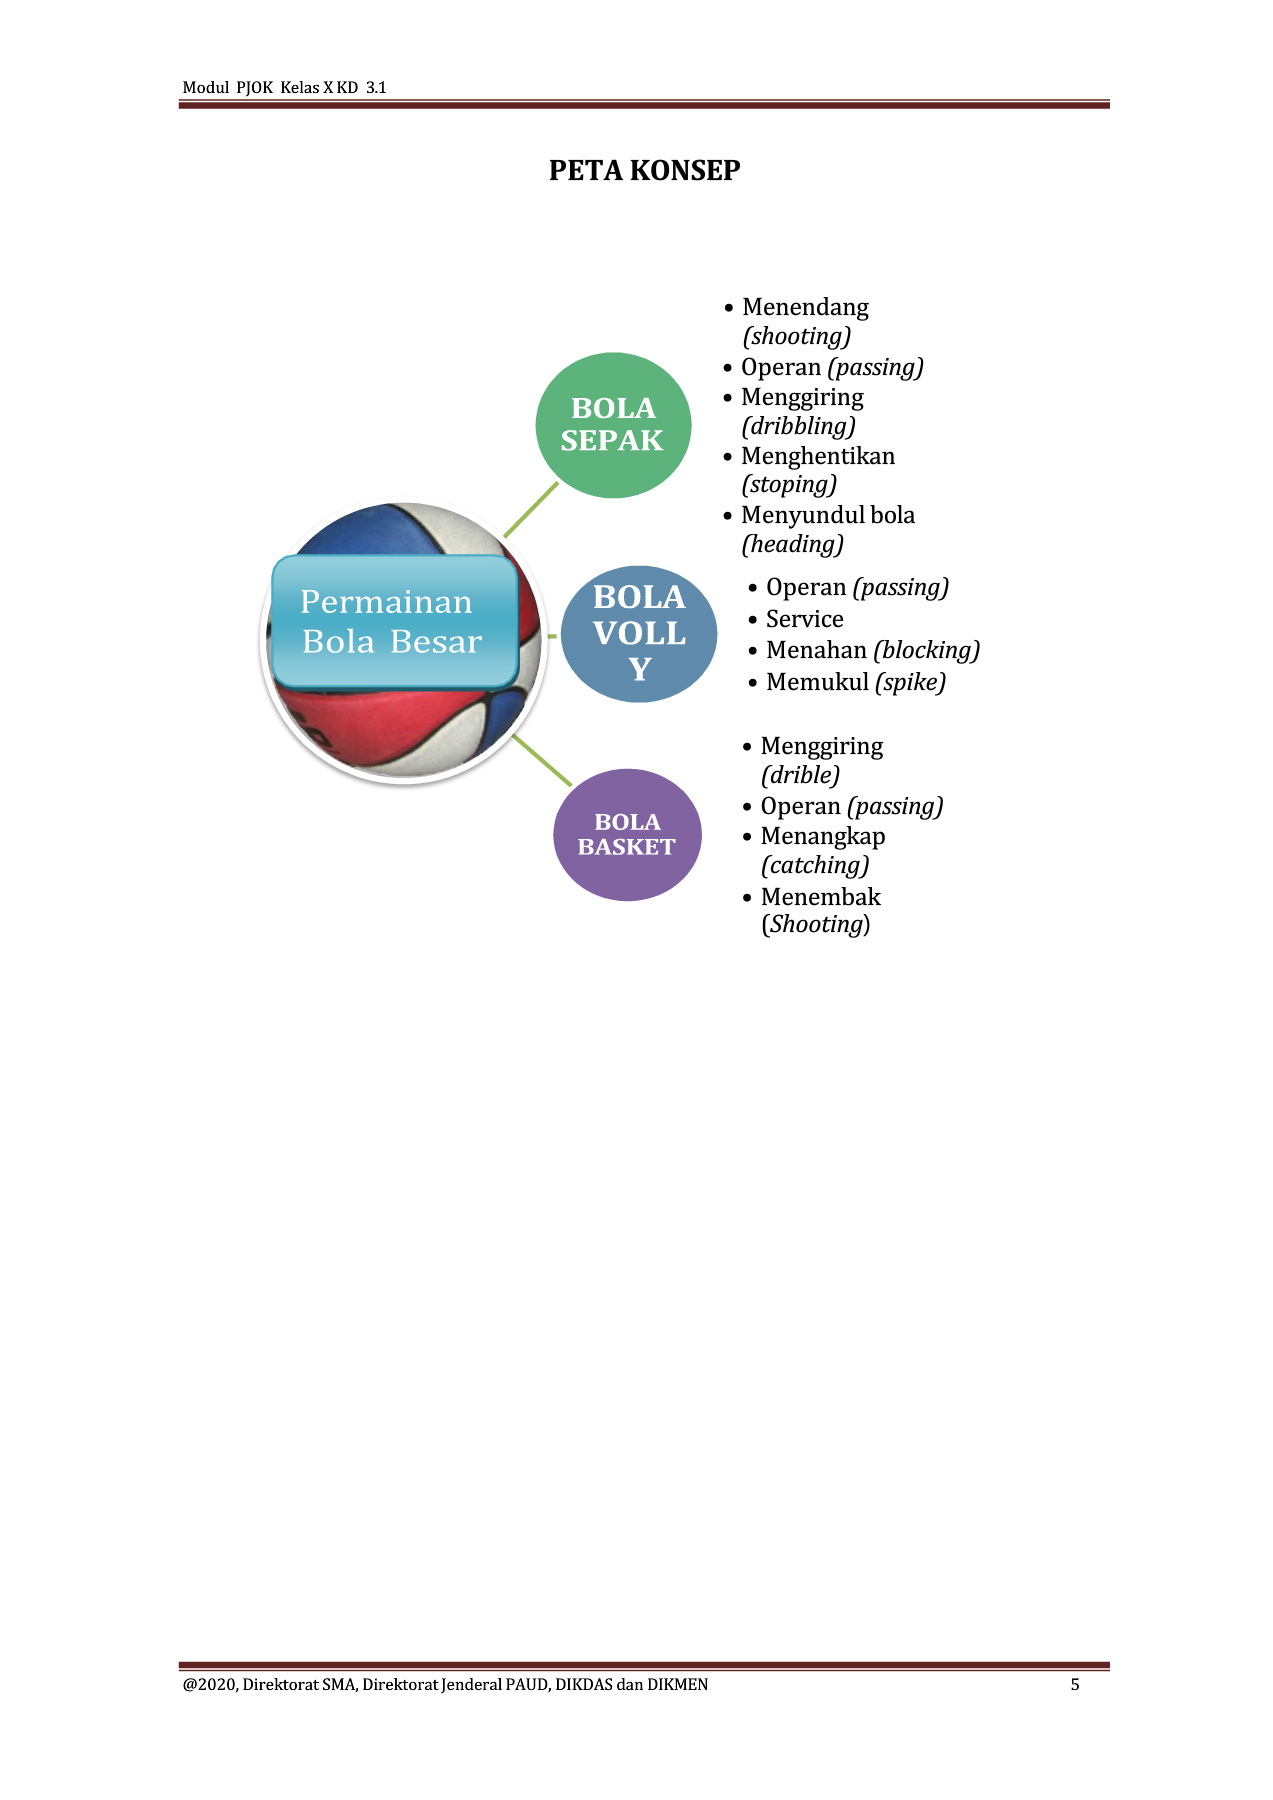 Modul PJOK Kelas X KD 3.1
PETA KONSEP
Permainan
Bola Besar
BOLA
SEPAK
• Menendang
(shooting)
• Operan (passing)
• Menggiring
(dribbling)
• Menghentikan
(stoping)
• Menyundul bola
(heading)
BOLA
VOLL
Y
• Operan (passing)
• Service
• Menahan (blocking)
• Memukul (spike)
BOLA
BASKET
• Menggiring
(drible)
• Operan (passing)
• Menangkap
(catching)
• Menembak
(Shooting)
@2020, Direktorat SMA, Direktorat Jenderal PAUD, DIKDAS dan DIKMEN 5